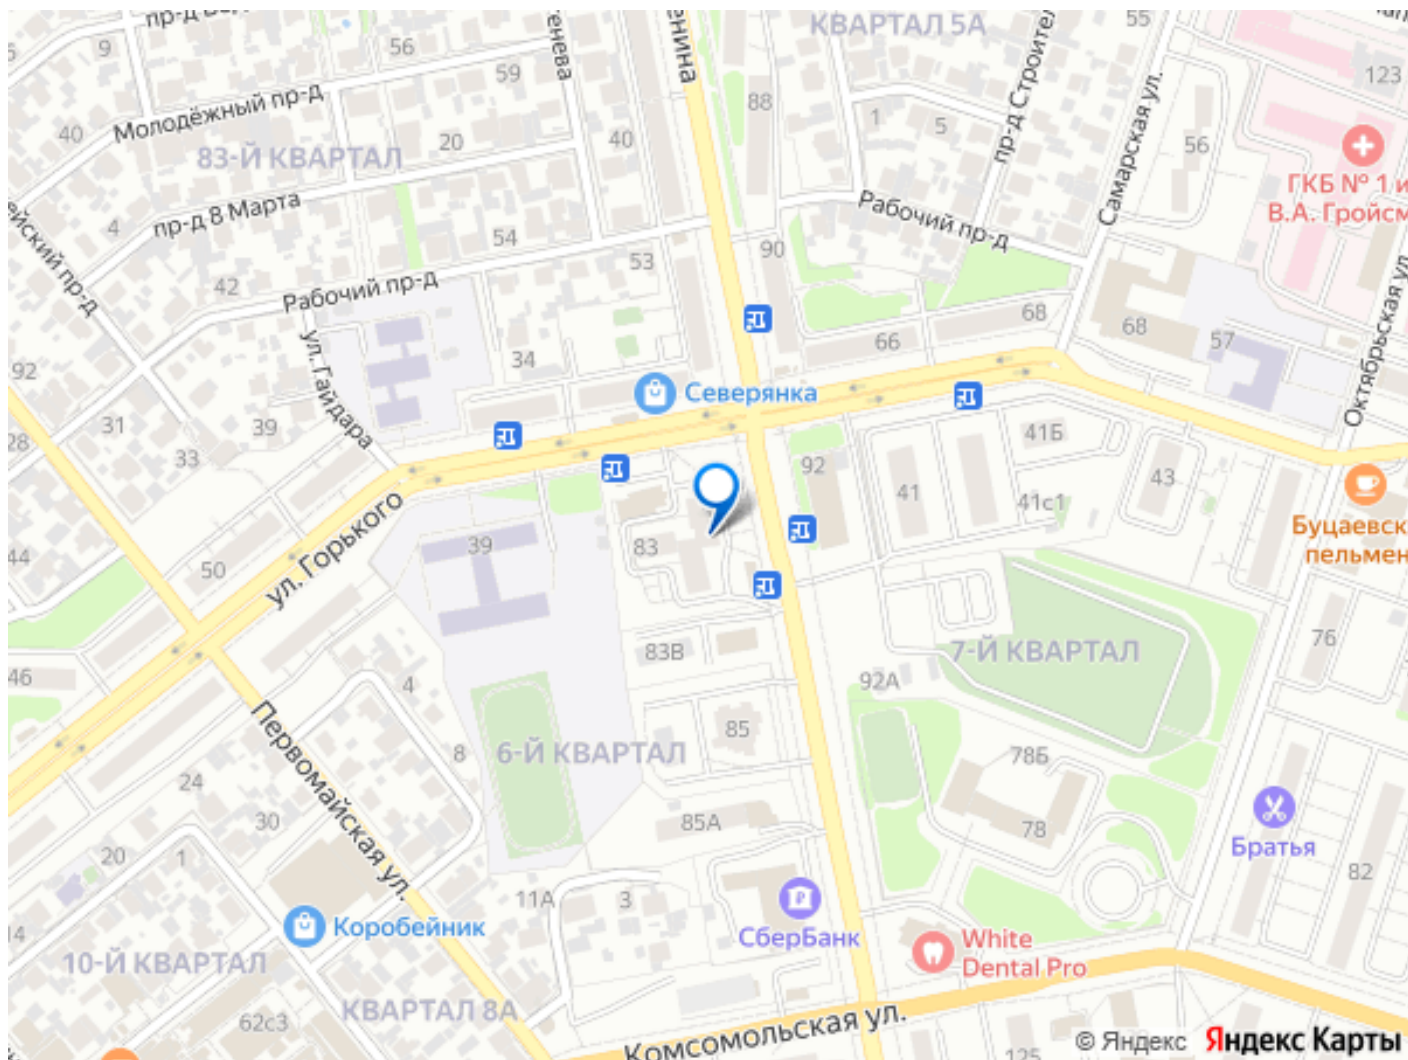 КВАРТАЛ 5А
55
56
9
59
88
123
Молодёжный пр-д
40
20
40
1
5
пр-д Строител
56
83-Й КВАРТАЛ
Самарская ул.
ГКБ № 1 и
В.А. Гройсм
пр-д 8 Марта
4
54
53
90
Рабочий пр-д
42
Рабочий пр-д
ул. Гайдара
34
66
68
68
57
92
Северянка
Октябрьская ул.
31
39
28
33
41Б
92
41
43
41с1
ул. Горького
39
83
Буцаевск
пельмен
44
50
76
83В
7-Й КВАРТАЛ
46
4
92А
Первомайская ул.
8
6-Й КВАРТАЛ
85
78Б
24
30
85А
78
Братья
20
1
82
11А
3
14
Коробейник
СберБанк
White
Dental Pro
10-Й КВАРТАЛ
КВАРТАЛ 8А
62с3
Комсомольская ул.
125
© Яндекс Яндекс Карты